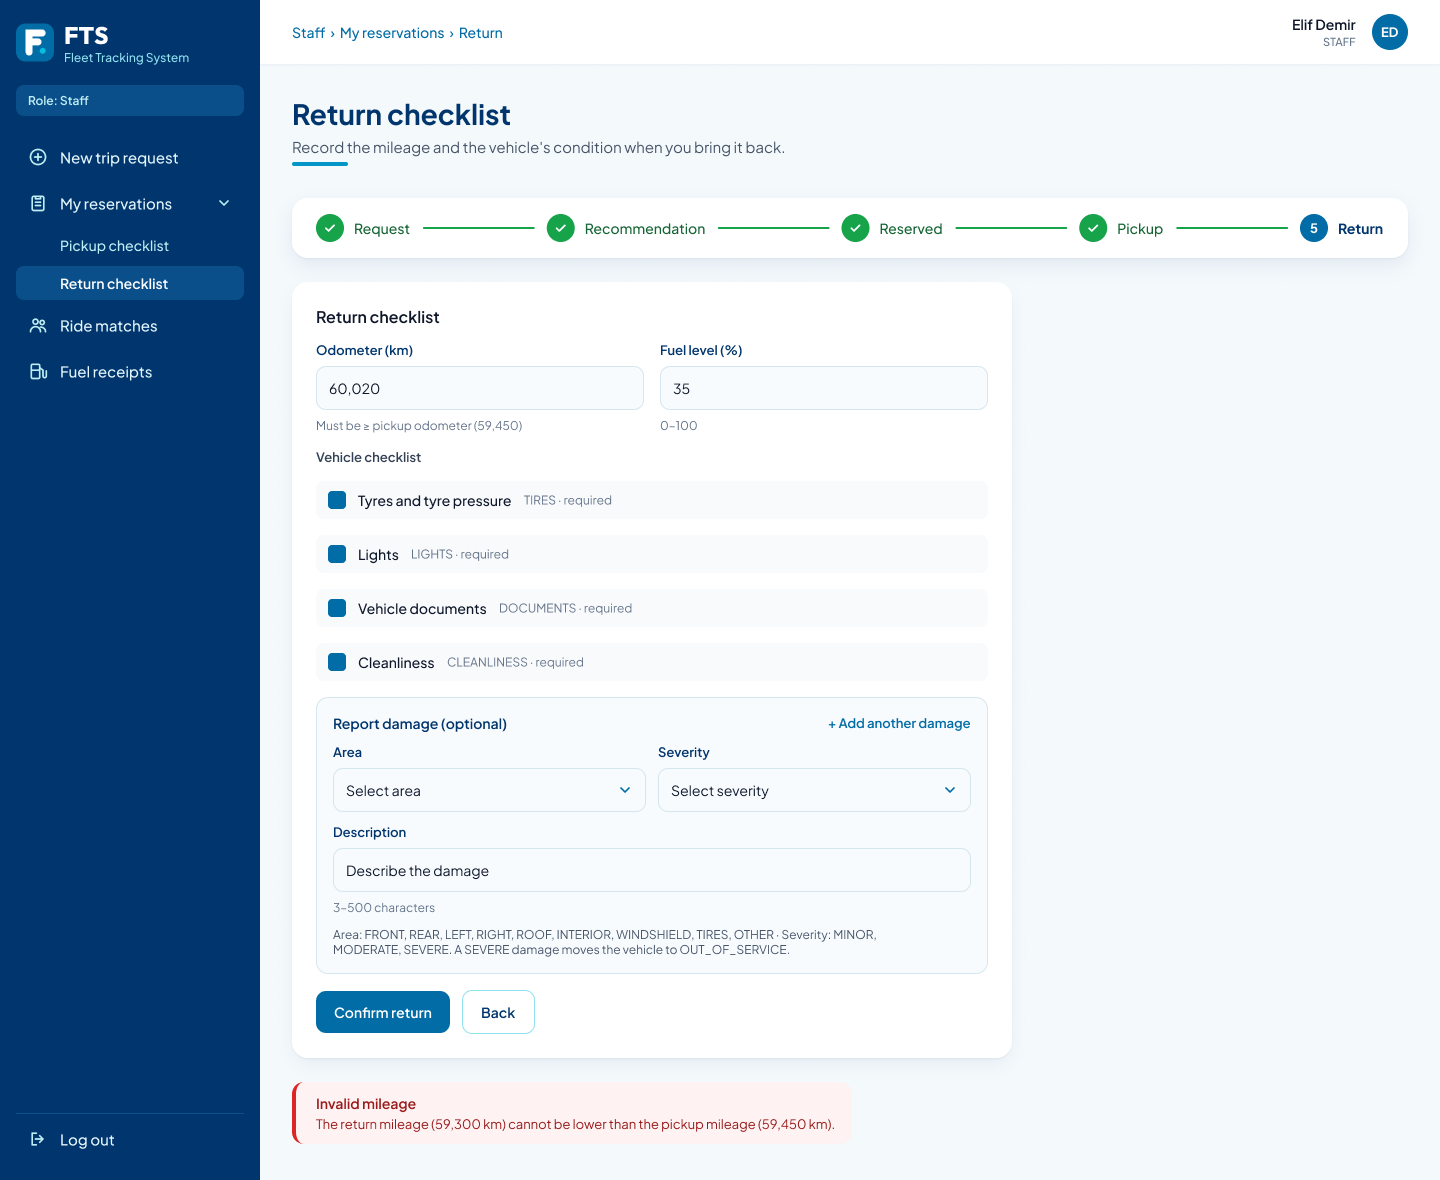 FTS
Fleet Tracking System
Role: Staff
New trip request
My reservations
Pickup checklist
Return checklist
Ride matches
Fuel receipts
Log out
Staff › My reservations › Return
Elif Demir
STAFF
ED
Return checklist
Record the mileage and the vehicle's condition when you bring it back.
Request
Recommendation
Reserved
Pickup
5 Return
Return checklist
Odometer (km)
Fuel level (%)
60,020
35
Must be ≥ pickup odometer (59,450)
0–100
Vehicle checklist
Tyres and tyre pressure TIRES · required
Lights LIGHTS · required
Vehicle documents DOCUMENTS · required
Cleanliness CLEANLINESS · required
Report damage (optional)
+ Add another damage
Area
Severity
Select area
Select severity
Description
Describe the damage
3–500 characters
Area: FRONT, REAR, LEFT, RIGHT, ROOF, INTERIOR, WINDSHIELD, TIRES, OTHER · Severity: MINOR,
MODERATE, SEVERE. A SEVERE damage moves the vehicle to OUT_OF_SERVICE.
Confirm return
Back
Invalid mileage
The return mileage (59,300 km) cannot be lower than the pickup mileage (59,450 km).